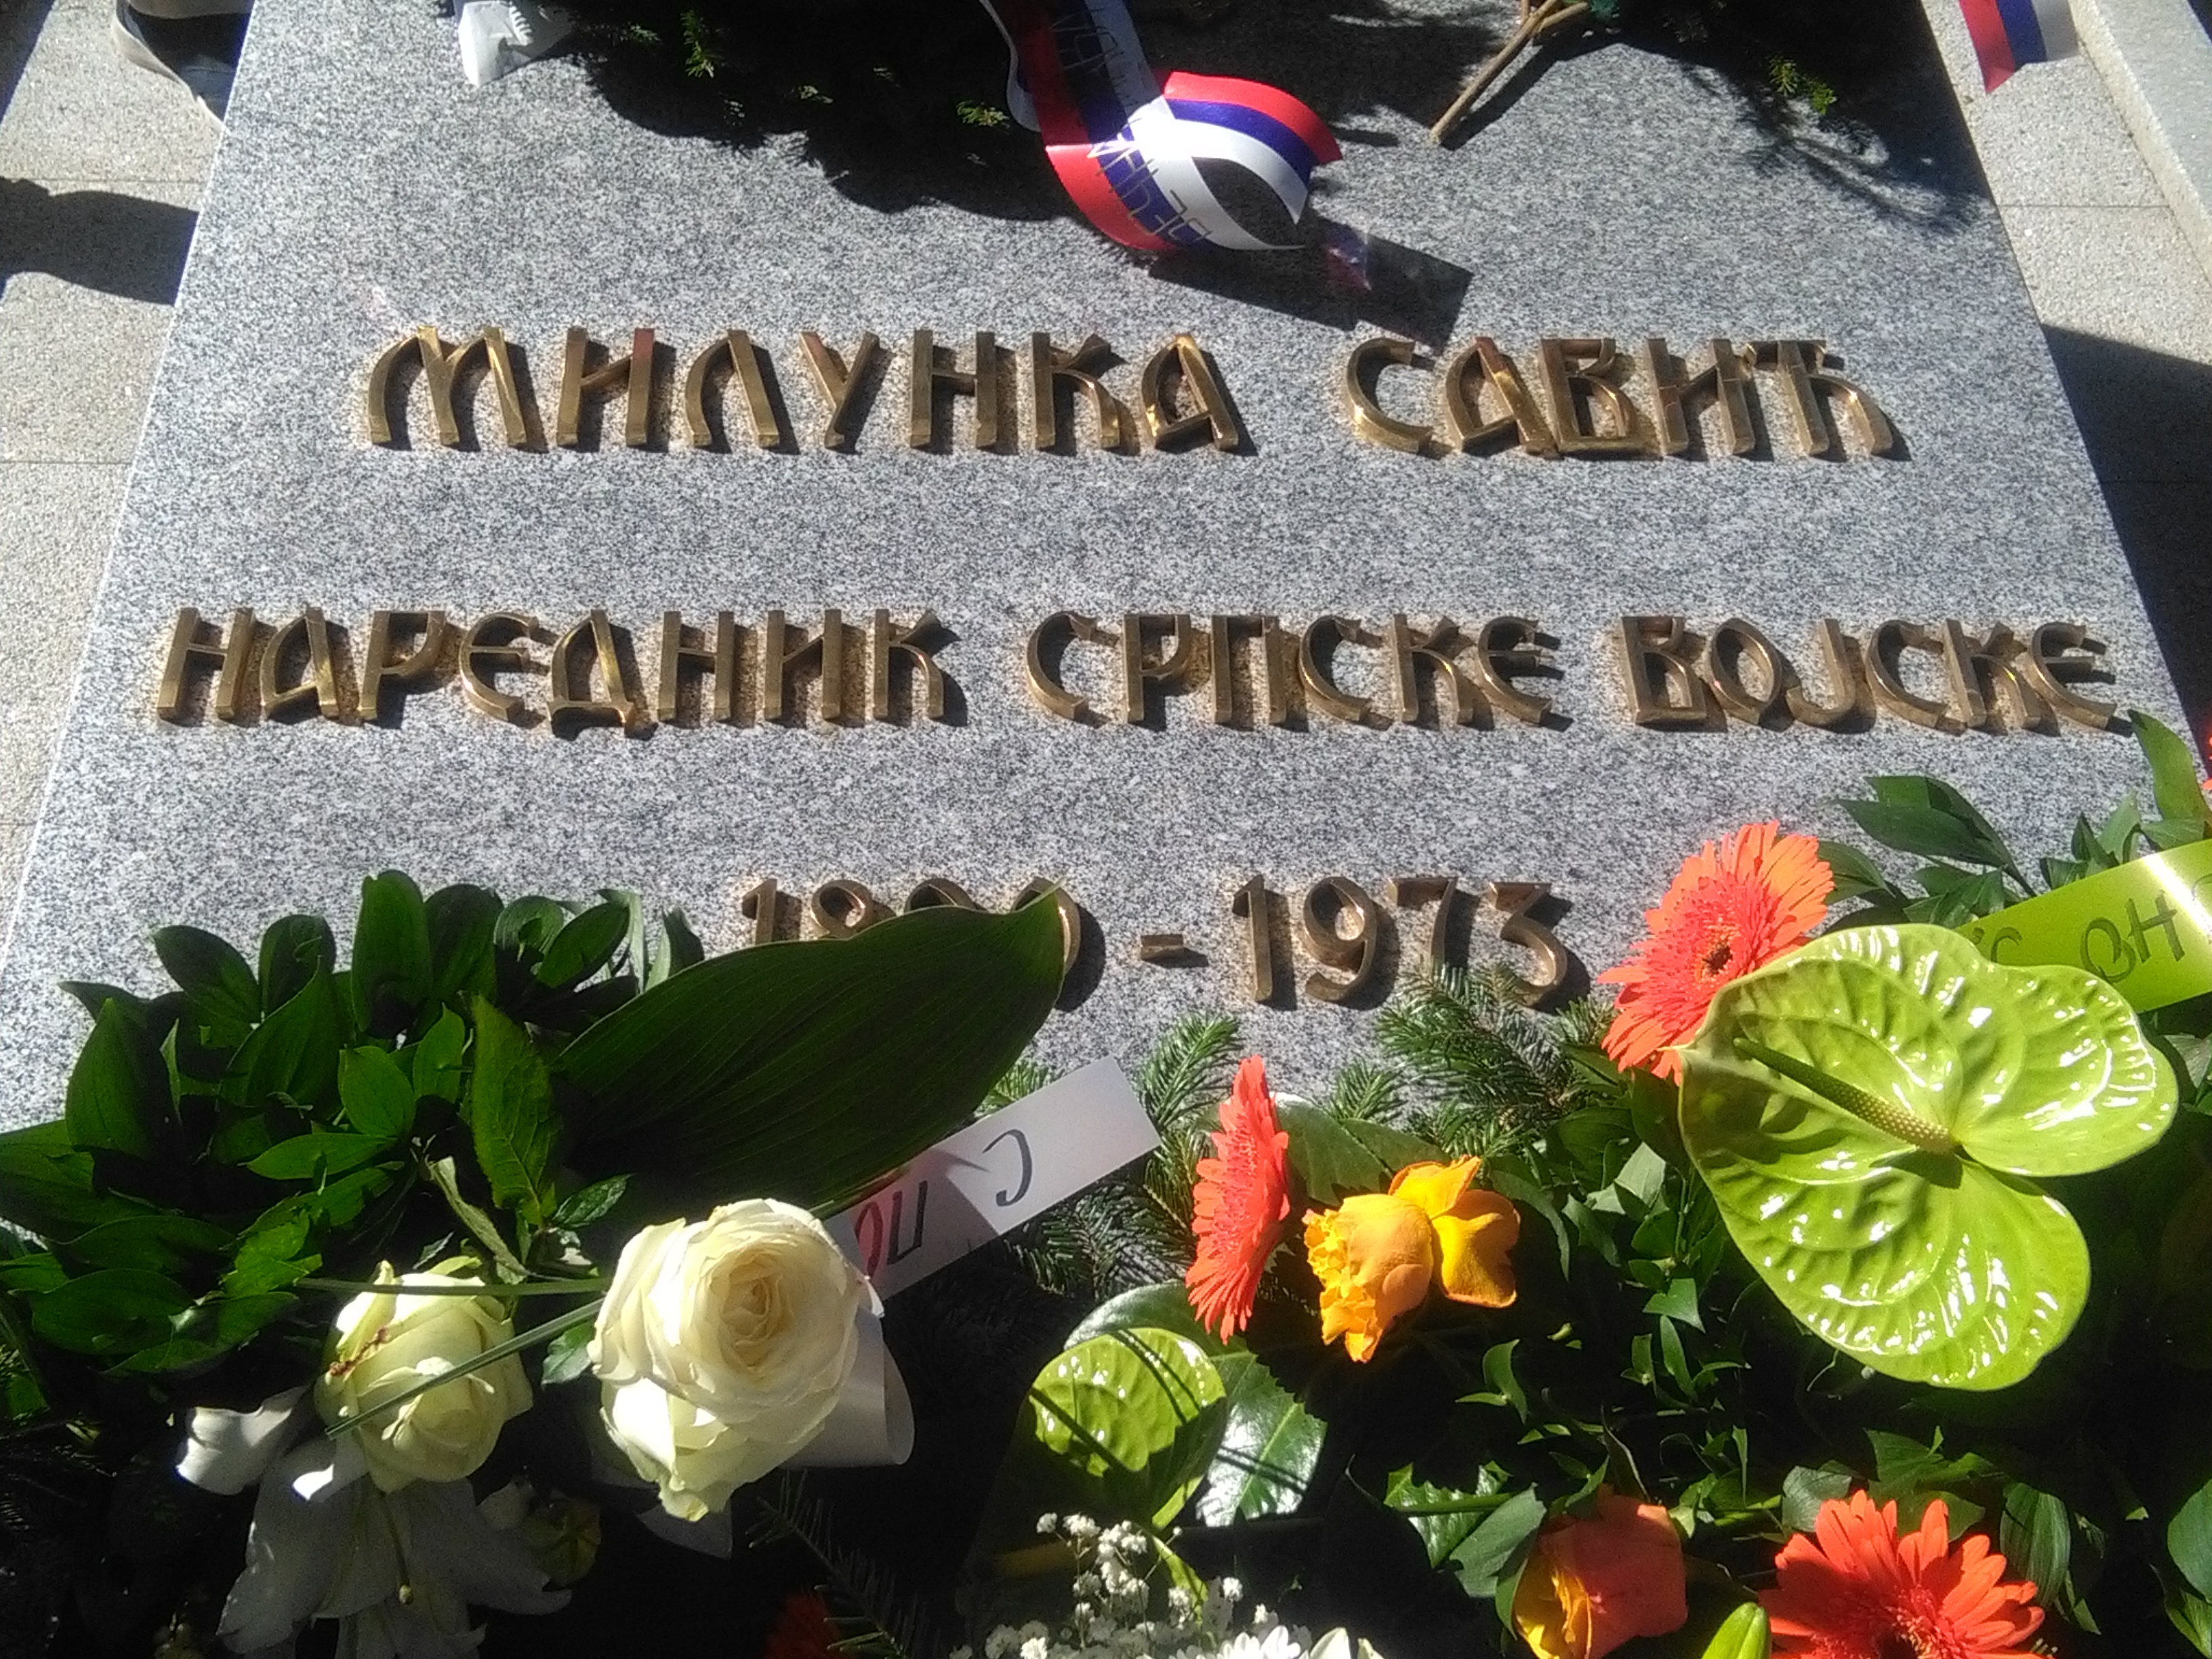 МИЛУНКА САВИЋ
НАРЕДНИК СРПСКЕ ВОЈСКЕ
- 1973